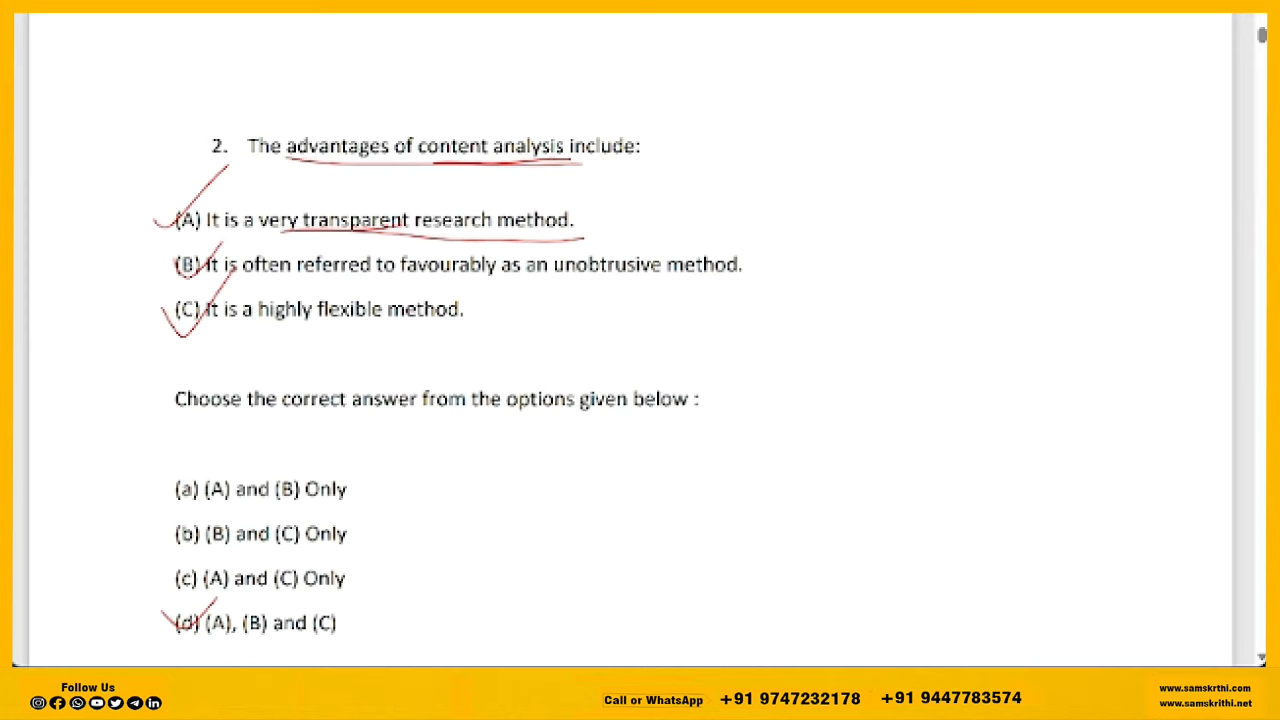 2. The advantages of content analysis include:
(A) It is a very transparent research method.
(B) It is often referred to favourably as an unobtrusive method.
(C) It is a highly flexible method.
Choose the correct answer from the options given below :
(a) (A) and (B) Only
(b) (B) and (C) Only
(c) (A) and (C) Only
(d) (A), (B) and (C)
Follow Us
Call or WhatsApp +91 9747232178 +91 9447783574
www.samskrthi.com
www.samskrithi.net